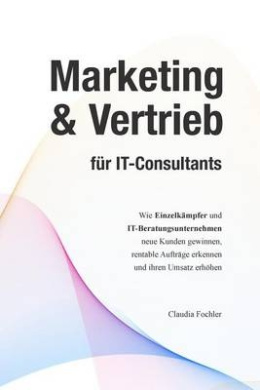 Marketing
& Vertrieb
für IT-Consultants
Wie Einzelkämpfer und
IT-Beratungsunternehmen
neue Kunden gewinnen,
rentable Aufträge erkennen
und ihren Umsatz erhöhen
Claudia Fochler